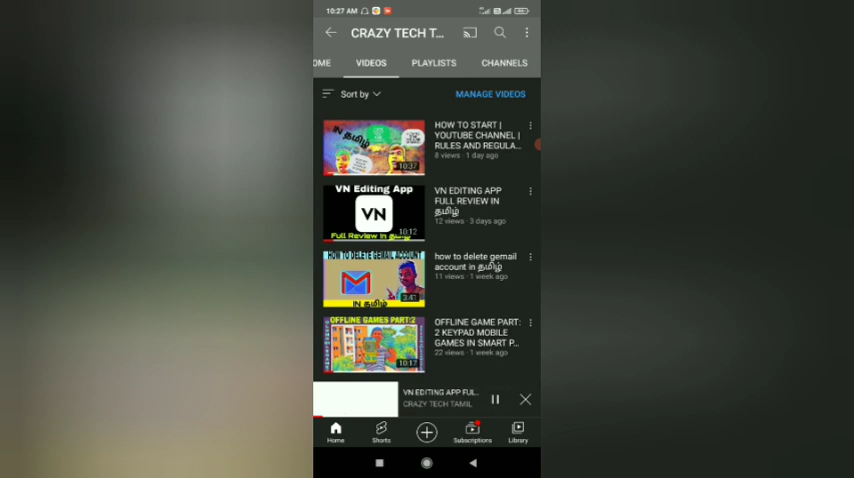 10:27 AM
CRAZY TECH T...
OME VIDEOS PLAYLISTS CHANNELS
Sort by MANAGE VIDEOS
IN தமிழ்
10:37
HOW TO START |
YOUTUBE CHANNEL |
RULES AND REGULA...
8 views · 1 day ago
VN Editing App
VN
Full Review In தமிழ்
10:12
VN EDITING APP
FULL REVIEW IN
தமிழ்
12 views · 3 days ago
HOW TO DELETE GEMAIL ACCOUNT
IN தமிழ்
3:41
how to delete gemail
account in தமிழ்
11 views · 1 week ago
OFFLINE GAMES PART:2
10:17
OFFLINE GAME PART:
2 KEYPAD MOBILE
GAMES IN SMART P...
22 views · 1 week ago
VN EDITING APP FUL...
CRAZY TECH TAMIL
Home Shorts Subscriptions Library